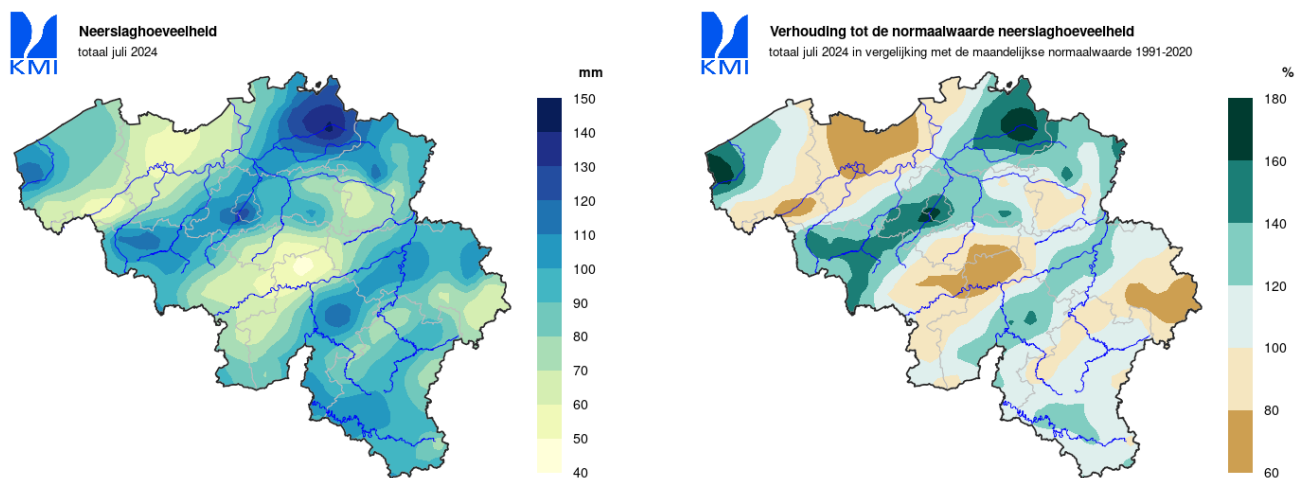 KMI
Neerslaghoeveelheid
totaal juli 2024
mm
150
140
130
120
110
100
90
80
70
60
50
40
KMI
Verhouding tot de normaalwaarde neerslaghoeveelheid
totaal juli 2024 in vergelijking met de maandelijkse normaalwaarde 1991-2020
%
180
160
140
120
100
80
60